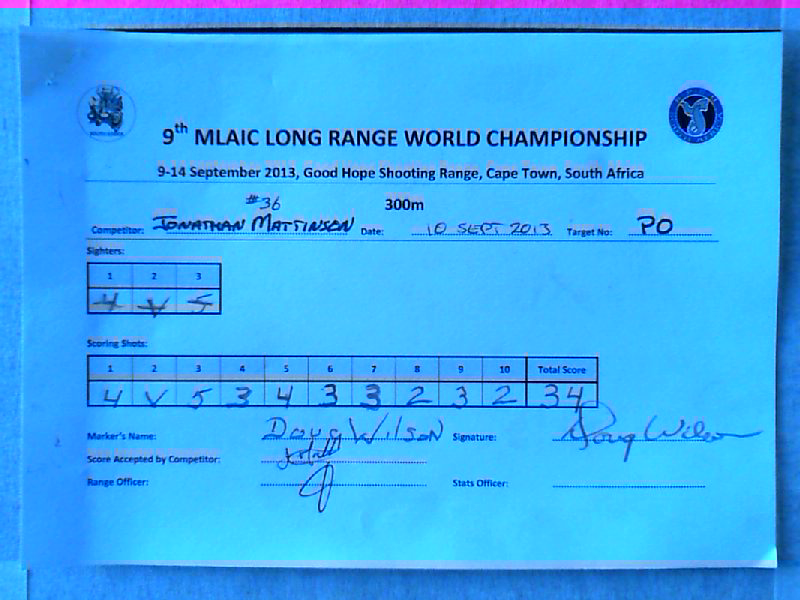 9th MLAIC LONG RANGE WORLD CHAMPIONSHIP
9-14 September 2013, Good Hope Shooting Range, Cape Town, South Africa
#36 300m
Competitor: JONATHAN MATTINSON Date: 10 SEPT 2013 Target No: PO
Sighters:
1 2 3
4 V 5
Scoring Shots:
1 2 3 4 5 6 7 8 9 10 Total Score
4 V 5 3 4 3 3 2 3 2 34
Marker's Name: DOUG WILSON Signature: Doug Wilson
Score Accepted by Competitor:
Range Officer: Stats Officer: